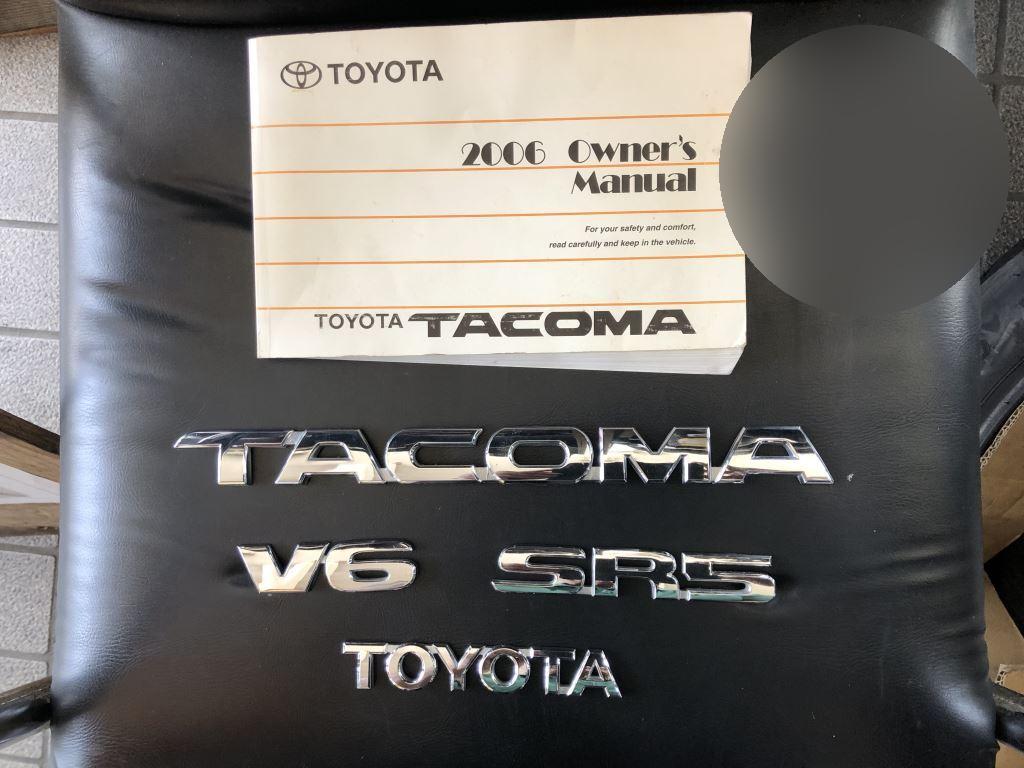 TOYOTA
2006 Owner's
Manual
For your safety and comfort,
read carefully and keep in the vehicle.
TOYOTA TACOMA
TACOMA
V6 SR5
TOYOTA